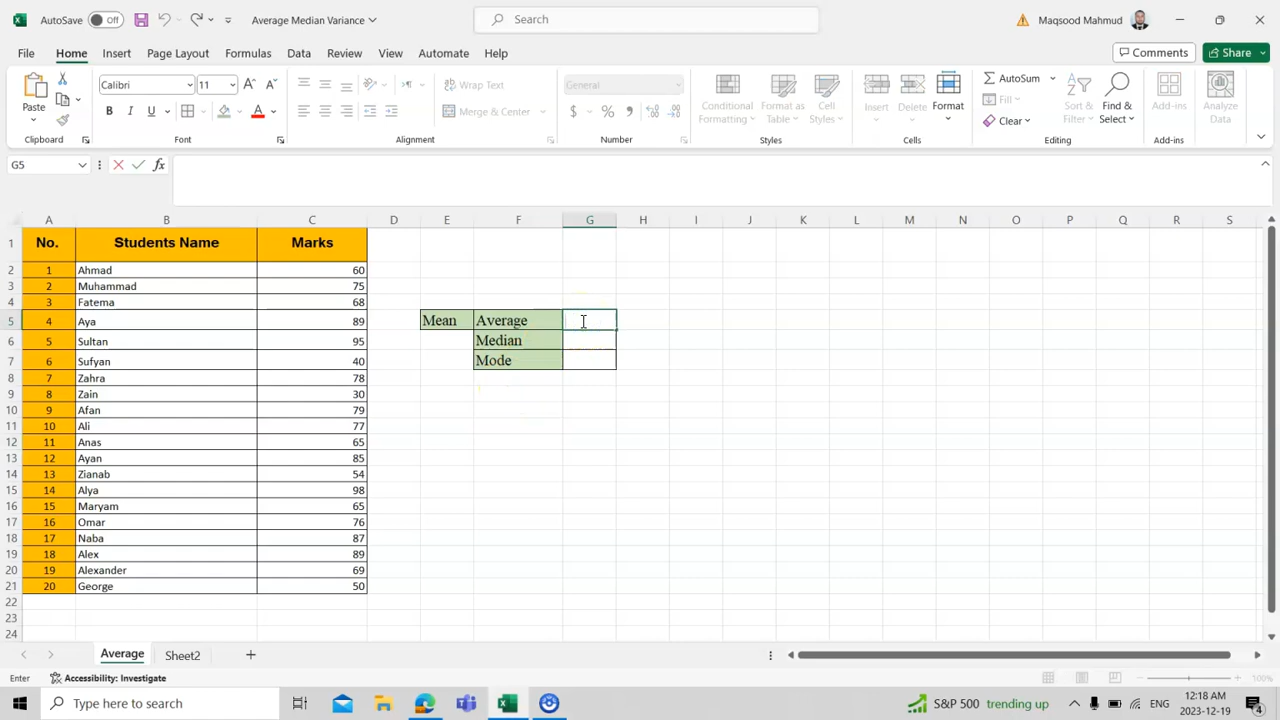 AutoSave Off Average Median Variance Search Maqsood Mahmud
File Home Insert Page Layout Formulas Data Review View Automate Help Comments Share
Paste Calibri 11 Wrap Text General Conditional Formatting Format as Table Cell Styles Insert Delete Format AutoSum Sort & Filter Find & Select Add-ins Analyze Data
B I U Merge & Center $ % Fill Clear
Clipboard Font Alignment Number Styles Cells Editing Add-ins
G5 fx
A B C D E F G H I J K L M N O P Q R S
1 No. Students Name Marks
2 1 Ahmad 60
3 2 Muhammad 75
4 3 Fatema 68
5 4 Aya 89 Mean Average
6 5 Sultan 95 Median
7 6 Sufyan 40 Mode
8 7 Zahra 78
9 8 Zain 30
10 9 Afan 79
11 10 Ali 77
12 11 Anas 65
13 12 Ayan 85
14 13 Zianab 54
15 14 Alya 98
16 15 Maryam 65
17 16 Omar 76
18 17 Naba 87
19 18 Alex 89
20 19 Alexander 69
21 20 George 50
22
23
24
Average Sheet2
Enter Accessibility: Investigate 100%
Type here to search S&P 500 trending up ENG 12:18 AM
2023-12-19 4